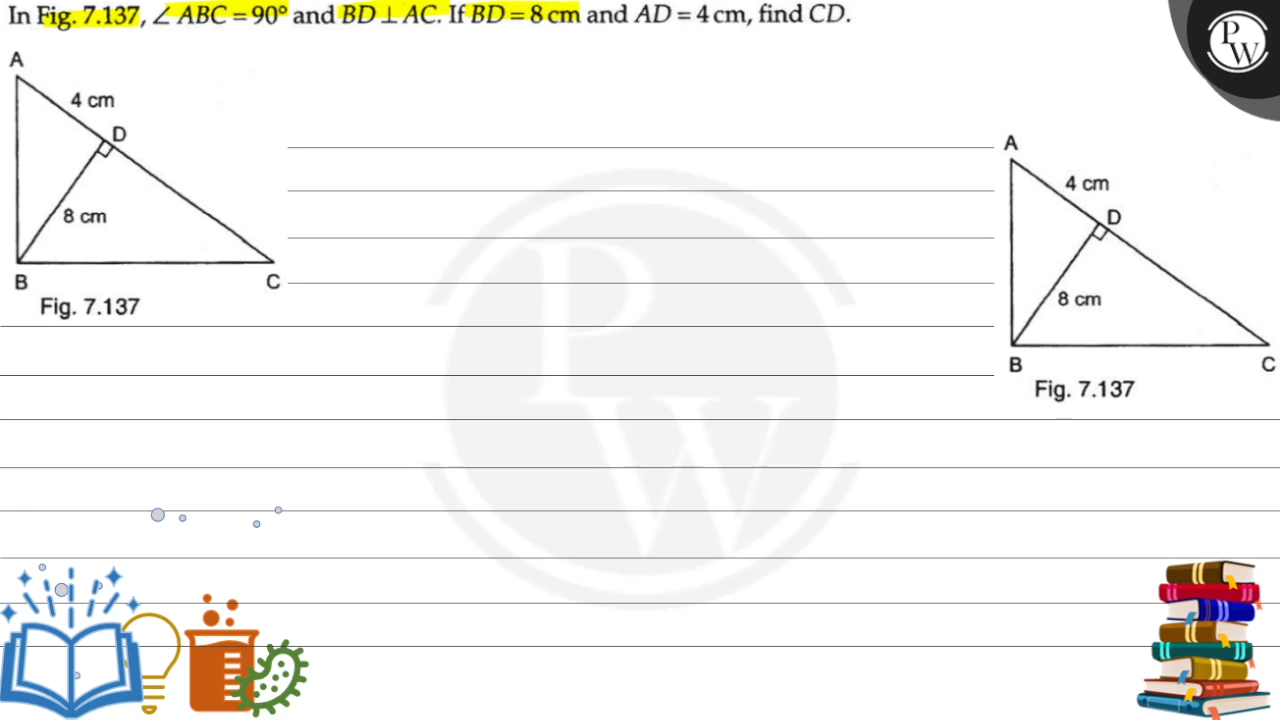 In Fig. 7.137, ∠ ABC = 90° and BD ⊥ AC. If BD = 8 cm and AD = 4 cm, find CD.
P
W
A
4 cm
D
8 cm
B
C
Fig. 7.137
A
4 cm
D
8 cm
B
C
Fig. 7.137
P
W